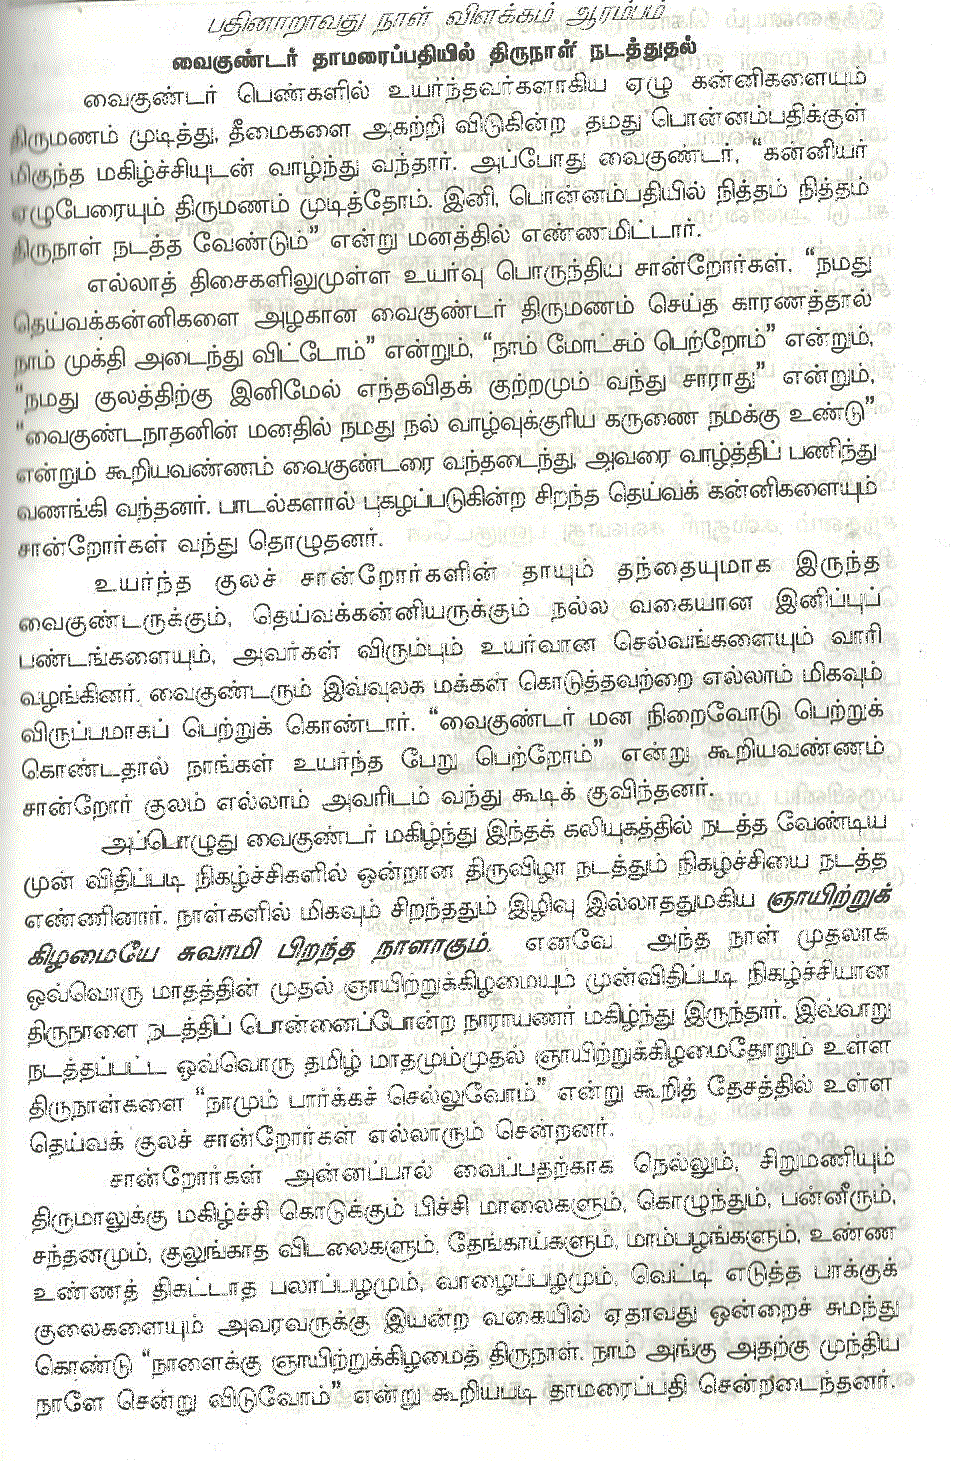 பதினாறாவது நாள் விளக்கம் ஆரம்பம்
வைகுண்டர் தாமரைப்பதியில் திருநாள் நடத்துதல்
வைகுண்டர் பெண்களில் உயர்ந்தவர்களாகிய ஏழு கன்னிகளையும்
திருமணம் முடித்து, தீமைகளை அகற்றி விடுகின்ற தமது பொன்னம்பதிக்குள்
மிகுந்த மகிழ்ச்சியுடன் வாழ்ந்து வந்தார். அப்போது வைகுண்டர், "கன்னியர்
ஏழுபேரையும் திருமணம் முடித்தோம். இனி, பொன்னம்பதியில் நித்தம் நித்தம்
திருநாள் நடத்த வேண்டும்" என்று மனத்தில் எண்ணமிட்டார்.
எல்லாத் திசைகளிலுமுள்ள உயர்வு பொருந்திய சான்றோர்கள், "நமது
தெய்வக்கன்னிகளை அழகான வைகுண்டர் திருமணம் செய்த காரணத்தால்
நாம் முக்தி அடைந்து விட்டோம்" என்றும், "நாம் மோட்சம் பெற்றோம்" என்றும்,
"நமது குலத்திற்கு இனிமேல் எந்தவிதக் குற்றமும் வந்து சாராது" என்றும்,
"வைகுண்டநாதனின் மனதில் நமது நல் வாழ்வுக்குரிய கருணை நமக்கு உண்டு"
என்றும் கூறியவண்ணம் வைகுண்டரை வந்தடைந்து, அவரை வாழ்த்திப் பணிந்து
வணங்கி வந்தனர். பாடல்களால் புகழப்படுகின்ற சிறந்த தெய்வக் கன்னிகளையும்
சான்றோர்கள் வந்து தொழுதனர்.
உயர்ந்த குலச் சான்றோர்களின் தாயும் தந்தையுமாக இருந்த
வைகுண்டருக்கும், தெய்வக்கன்னியருக்கும் நல்ல வகையான இனிப்புப்
பண்டங்களையும், அவர்கள் விரும்பும் உயர்வான செல்வங்களையும் வாரி
வழங்கினர். வைகுண்டரும் இவ்வுலக மக்கள் கொடுத்தவற்றை எல்லாம் மிகவும்
விருப்பமாகப் பெற்றுக் கொண்டார். "வைகுண்டர் மன நிறைவோடு பெற்றுக்
கொண்டதால் நாங்கள் உயர்ந்த பேறு பெற்றோம்" என்று கூறியவண்ணம்
சான்றோர் குலம் எல்லாம் அவரிடம் வந்து கூடிக் குவிந்தனர்.
அப்பொழுது வைகுண்டர் மகிழ்ந்து இந்தக் கலியுகத்தில் நடத்த வேண்டிய
முன் விதிப்படி நிகழ்ச்சிகளில் ஒன்றான திருவிழா நடத்தும் நிகழ்ச்சியை நடத்த
எண்ணினார். நாள்களில் மிகவும் சிறந்ததும் இழிவு இல்லாததுமகிய ஞாயிற்றுக்
கிழமையே சுவாமி பிறந்த நாளாகும். எனவே அந்த நாள் முதலாக
ஒவ்வொரு மாதத்தின் முதல் ஞாயிற்றுக்கிழமையும் முன்விதிப்படி நிகழ்ச்சியான
திருநாளை நடத்திப் பொன்னைப்போன்ற நாராயணர் மகிழ்ந்து இருந்தார். இவ்வாறு
நடத்தப்பட்ட ஒவ்வொரு தமிழ் மாதமும்முதல் ஞாயிற்றுக்கிழமைதோறும் உள்ள
திருநாள்களை "நாமும் பார்க்கச் செல்லுவோம்" என்று கூறித் தேசத்தில் உள்ள
தெய்வக் குலச் சான்றோர்கள் எல்லாரும் சென்றனர்.
சான்றோர்கள் அன்னப்பால் வைப்பதற்காக நெல்லும், சிறுமணியும்
திருமாலுக்கு மகிழ்ச்சி கொடுக்கும் பிச்சி மாலைகளும், கொழுந்தும், பன்னீரும்,
சந்தனமும், குலுங்காத விடலைகளும், தேங்காய்களும், மாம்பழங்களும், உண்ண
உண்ணத் திகட்டாத பலாப்பழமும், வாழைப்பழமும், வெட்டி எடுத்த பாக்குக்
குலைகளையும் அவரவருக்கு இயன்ற வகையில் ஏதாவது ஒன்றைச் சுமந்து
கொண்டு "நாளைக்கு ஞாயிற்றுக்கிழமைத் திருநாள். நாம் அங்கு அதற்கு முந்திய
நாளே சென்று விடுவோம்" என்று கூறியபடி தாமரைப்பதி சென்றடைந்தனர்.